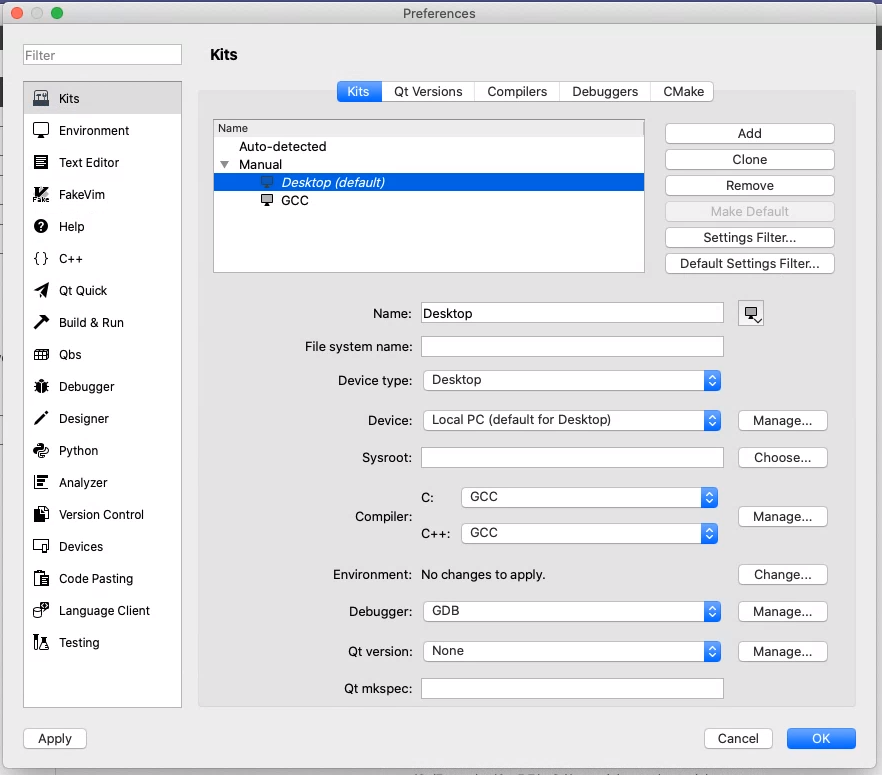 Preferences
Filter
Kits
Kits
Environment
Text Editor
FakeVim
Help
C++
Qt Quick
Build & Run
Qbs
Debugger
Designer
Python
Analyzer
Version Control
Devices
Code Pasting
Language Client
Testing
Kits Qt Versions Compilers Debuggers CMake
Name
Auto-detected
Manual
Desktop (default)
GCC
Add
Clone
Remove
Make Default
Settings Filter...
Default Settings Filter...
Name: Desktop
File system name:
Device type: Desktop
Device: Local PC (default for Desktop) Manage...
Sysroot: Choose...
Compiler:
C: GCC
C++: GCC
Manage...
Environment: No changes to apply. Change...
Debugger: GDB Manage...
Qt version: None Manage...
Qt mkspec:
Apply Cancel OK